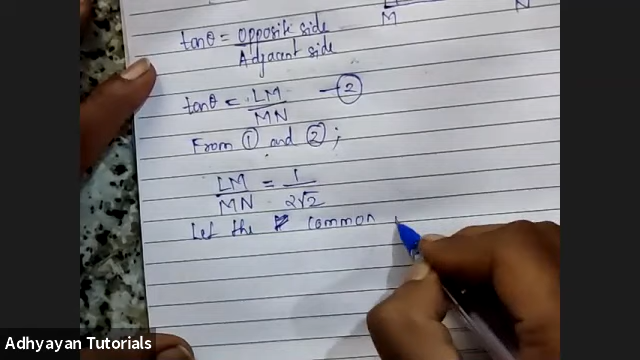 M N
tanθ = Opposite side
Adjacent side
tanθ = LM — ②
MN
From ① and ② ;
LM = 1
MN 2√2
Let the common
Adhyayan Tutorials